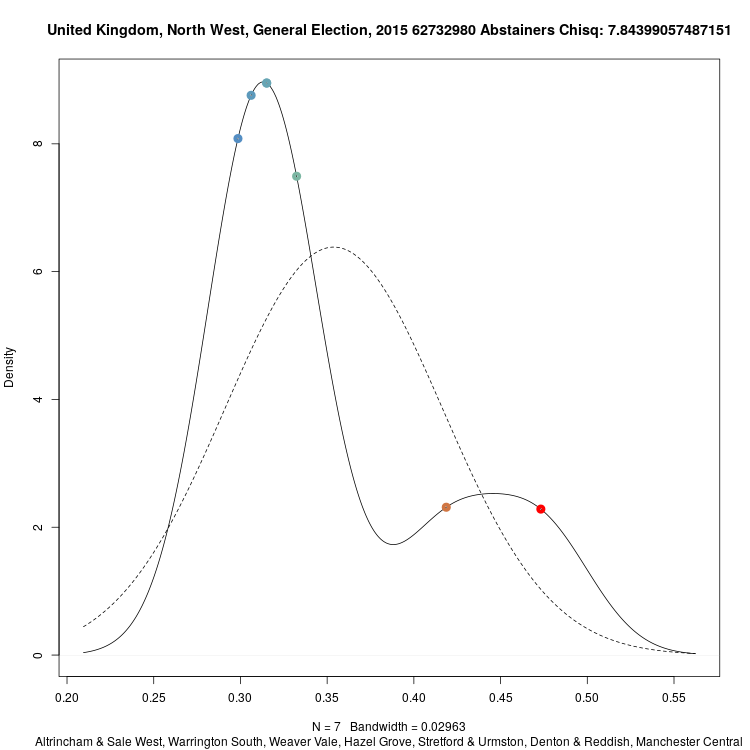 United Kingdom, North West, General Election, 2015 62732980 Abstainers Chisq: 7.84399057487151
Density
8
6
4
2
0
0.20 0.25 0.30 0.35 0.40 0.45 0.50 0.55
N = 7 Bandwidth = 0.02963
Altrincham & Sale West, Warrington South, Weaver Vale, Hazel Grove, Stretford & Urmston, Denton & Reddish, Manchester Central